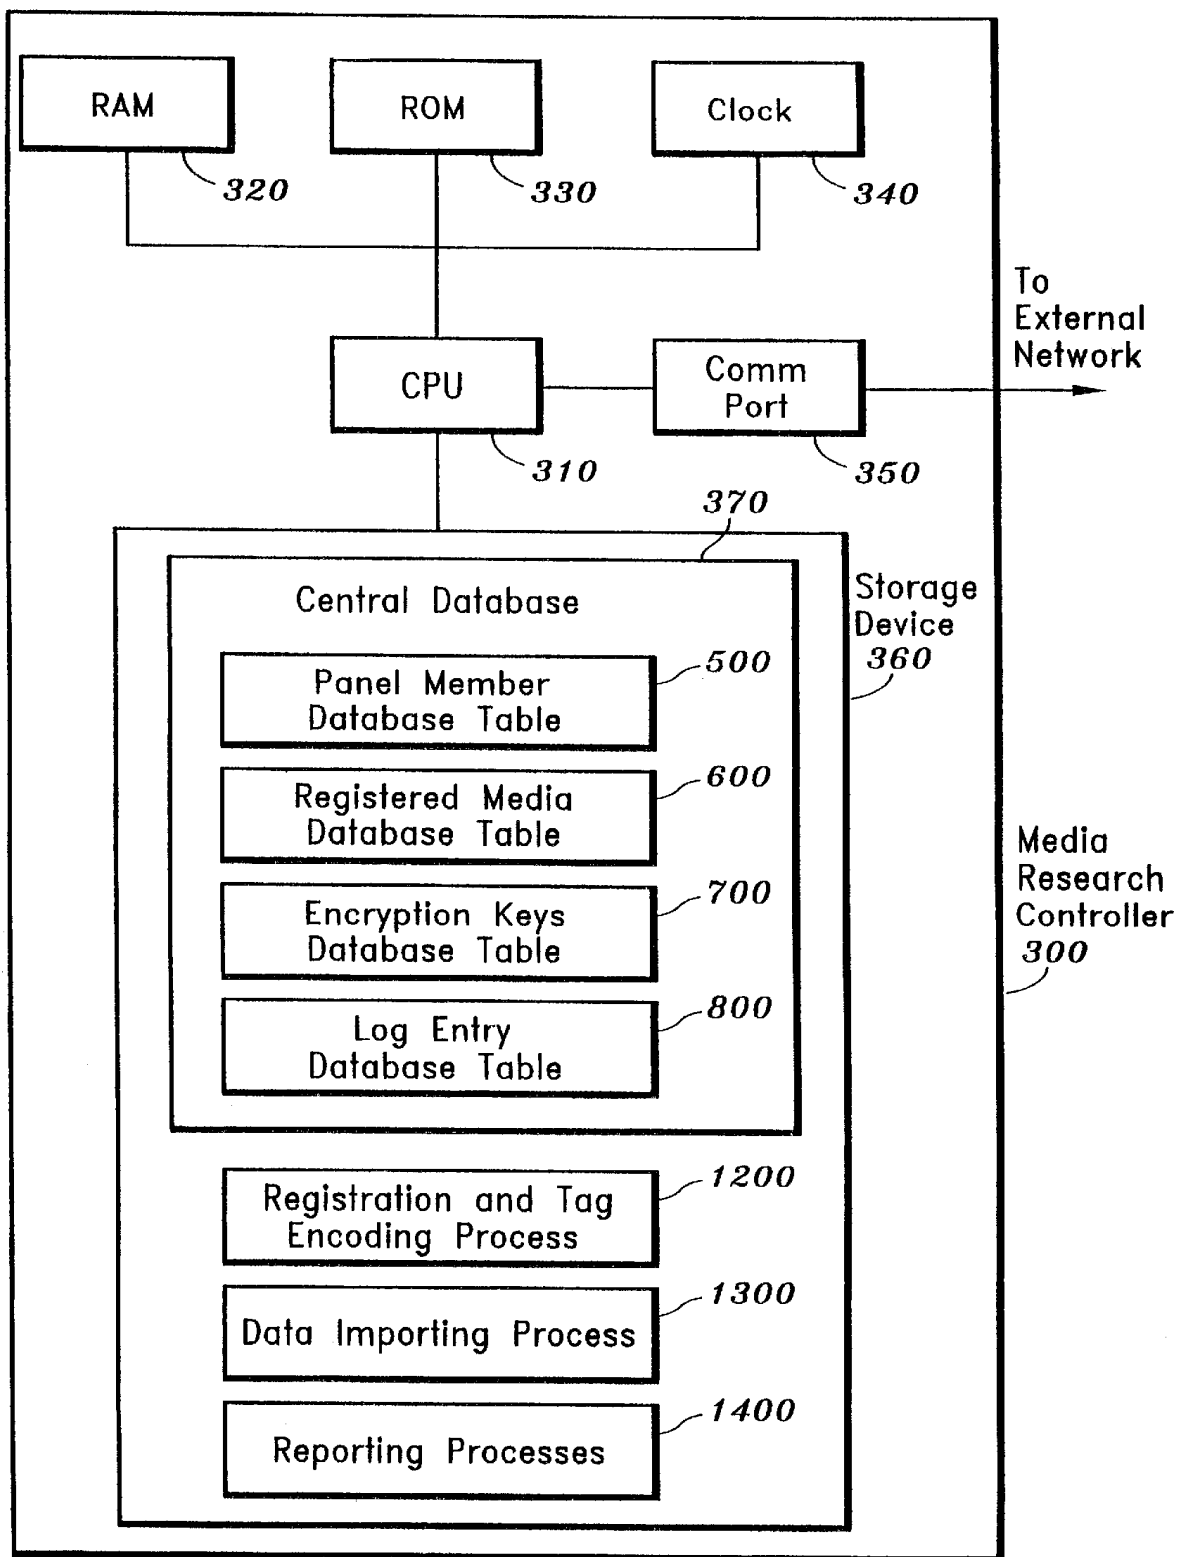 RAM
320
ROM
330
Clock
340
To
External
Network
CPU
310
Comm
Port
350
370
Central Database
Storage
Device
360
Panel Member
Database Table
500
Registered Media
Database Table
600
Encryption Keys
Database Table
700
Log Entry
Database Table
800
Media
Research
Controller
300
Registration and Tag
Encoding Process
1200
Data Importing Process
1300
Reporting Processes
1400